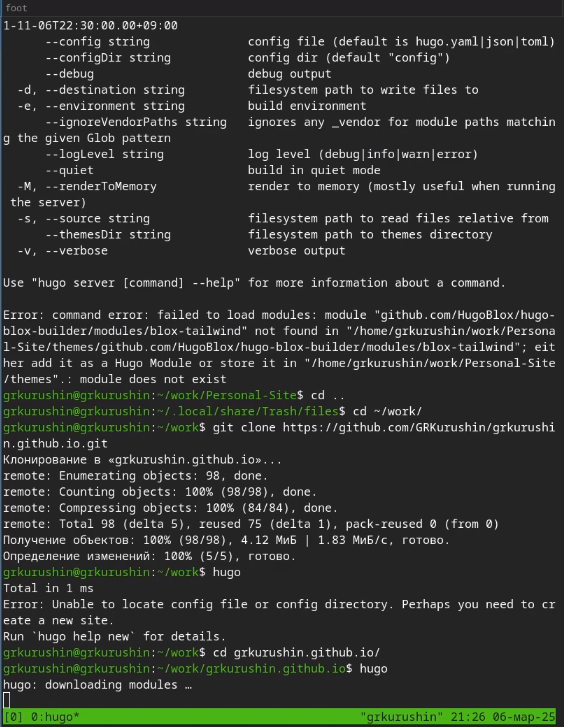 foot
1-11-06T22:30:00.00+09:00
      --config string              config file (default is hugo.yaml|json|toml)
      --configDir string           config dir (default "config")
      --debug                      debug output
  -d, --destination string         filesystem path to write files to
  -e, --environment string         build environment
      --ignoreVendorPaths string   ignores any _vendor for module paths matchin
g the given Glob pattern
      --logLevel string            log level (debug|info|warn|error)
      --quiet                      build in quiet mode
  -M, --renderToMemory             render to memory (mostly useful when running
 the server)
  -s, --source string              filesystem path to read files relative from
      --themesDir string           filesystem path to themes directory
  -v, --verbose                    verbose output
Use "hugo server [command] --help" for more information about a command.
Error: command error: failed to load modules: module "github.com/HugoBlox/hugo-
blox-builder/modules/blox-tailwind" not found in "/home/grkurushin/work/Persona
l-Site/themes/github.com/HugoBlox/hugo-blox-builder/modules/blox-tailwind"; eit
her add it as a Hugo Module or store it in "/home/grkurushin/work/Personal-Site
/themes".: module does not exist
grkurushin@grkurushin:~/work/Personal-Site$ cd ..
grkurushin@grkurushin:~/.local/share/Trash/files$ cd ~/work/
grkurushin@grkurushin:~/work$ git clone https://github.com/GRKurushin/grkurushi
n.github.io.git
Клонирование в «grkurushin.github.io»...
remote: Enumerating objects: 98, done.
remote: Counting objects: 100% (98/98), done.
remote: Compressing objects: 100% (84/84), done.
remote: Total 98 (delta 5), reused 75 (delta 1), pack-reused 0 (from 0)
Получение объектов: 100% (98/98), 4.12 МиБ | 1.83 МиБ/с, готово.
Определение изменений: 100% (5/5), готово.
grkurushin@grkurushin:~/work$ hugo
Total in 1 ms
Error: Unable to locate config file or config directory. Perhaps you need to cr
eate a new site.
Run `hugo help new` for details.
grkurushin@grkurushin:~/work$ cd grkurushin.github.io/
grkurushin@grkurushin:~/work/grkurushin.github.io$ hugo
hugo: downloading modules …
[0] 0:hugo*                                   "grkurushin" 21:26 06-мар-25